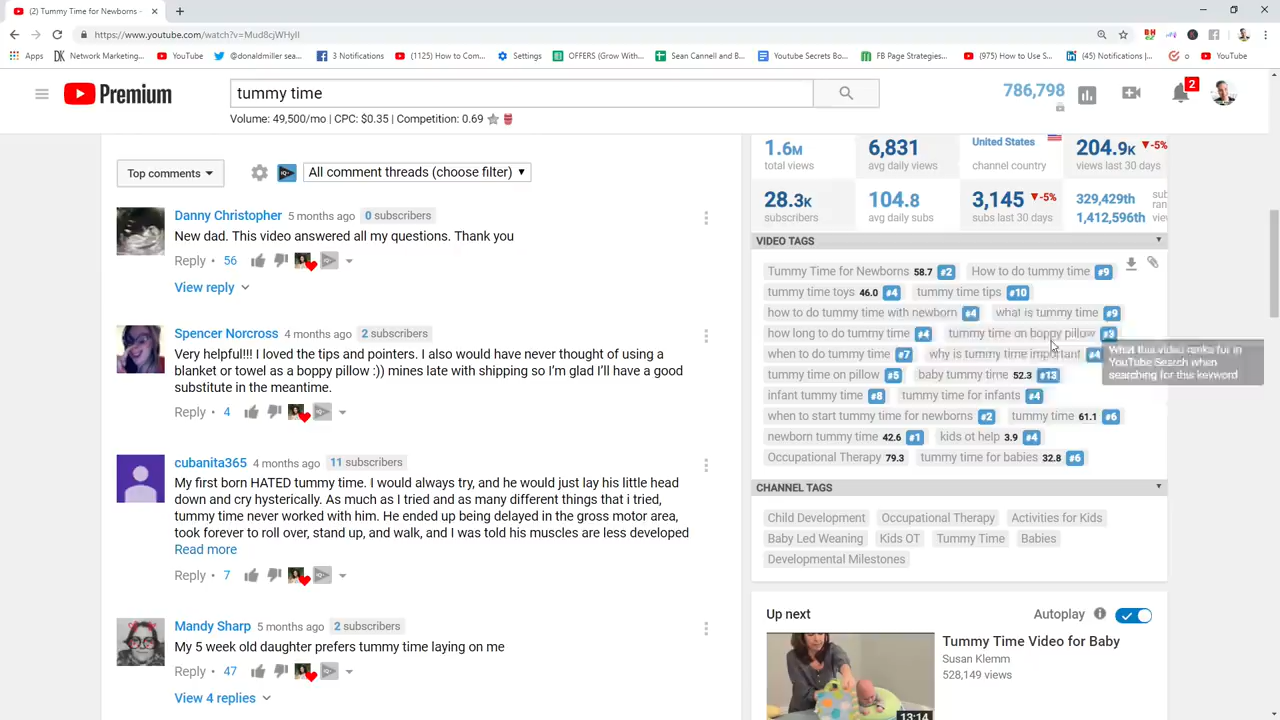 (2) Tummy Time for Newborns -
https://www.youtube.com/watch?v=Mud8cjWHyII
Apps
Network Marketing...
YouTube
@donaldmiller sea...
3 Notifications
(1125) How to Com...
Settings
OFFERS (Grow With...
Sean Cannell and B...
Youtube Secrets Bo...
FB Page Strategies...
(975) How to Use S...
(45) Notifications |...
0
YouTube
Premium
tummy time
786,798
2
Volume: 49,500/mo | CPC: $0.35 | Competition: 0.69
Top comments
All comment threads (choose filter)
Danny Christopher 5 months ago 0 subscribers
New dad. This video answered all my questions. Thank you
Reply • 56
View reply
Spencer Norcross 4 months ago 2 subscribers
Very helpful!!! I loved the tips and pointers. I also would have never thought of using a
blanket or towel as a boppy pillow :)) mines late with shipping so I'm glad I'll have a good
substitute in the meantime.
Reply • 4
cubanita365 4 months ago 11 subscribers
My first born HATED tummy time. I would always try, and he would just lay his little head
down and cry hysterically. As much as I tried and as many different things that i tried,
tummy time never worked with him. He ended up being delayed in the gross motor area,
took forever to roll over, stand up, and walk, and I was told his muscles are less developed
Read more
Reply • 7
Mandy Sharp 5 months ago 2 subscribers
My 5 week old daughter prefers tummy time laying on me
Reply • 47
View 4 replies
1.6M
total views
6,831
avg daily views
United States
channel country
204.9K -5%
views last 30 days
28.3K
subscribers
104.8
avg daily subs
3,145 -5%
subs last 30 days
329,429th
1,412,596th
VIDEO TAGS
Tummy Time for Newborns 58.7 #2 How to do tummy time #9
tummy time toys 46.0 #4 tummy time tips #10
how to do tummy time with newborn #4 what is tummy time #9
how long to do tummy time #4 tummy time on boppy pillow #3
when to do tummy time #7 why is tummy time important #4
tummy time on pillow #5 baby tummy time 52.3 #13
infant tummy time #8 tummy time for infants #4
when to start tummy time for newborns #2 tummy time 61.1 #6
newborn tummy time 42.6 #1 kids ot help 3.9 #4
Occupational Therapy 79.3 tummy time for babies 32.8 #6
What this video ranks for in
YouTube Search when
searching for this keyword
CHANNEL TAGS
Child Development Occupational Therapy Activities for Kids
Baby Led Weaning Kids OT Tummy Time Babies
Developmental Milestones
Up next
Autoplay
Tummy Time Video for Baby
Susan Klemm
528,149 views
13:14